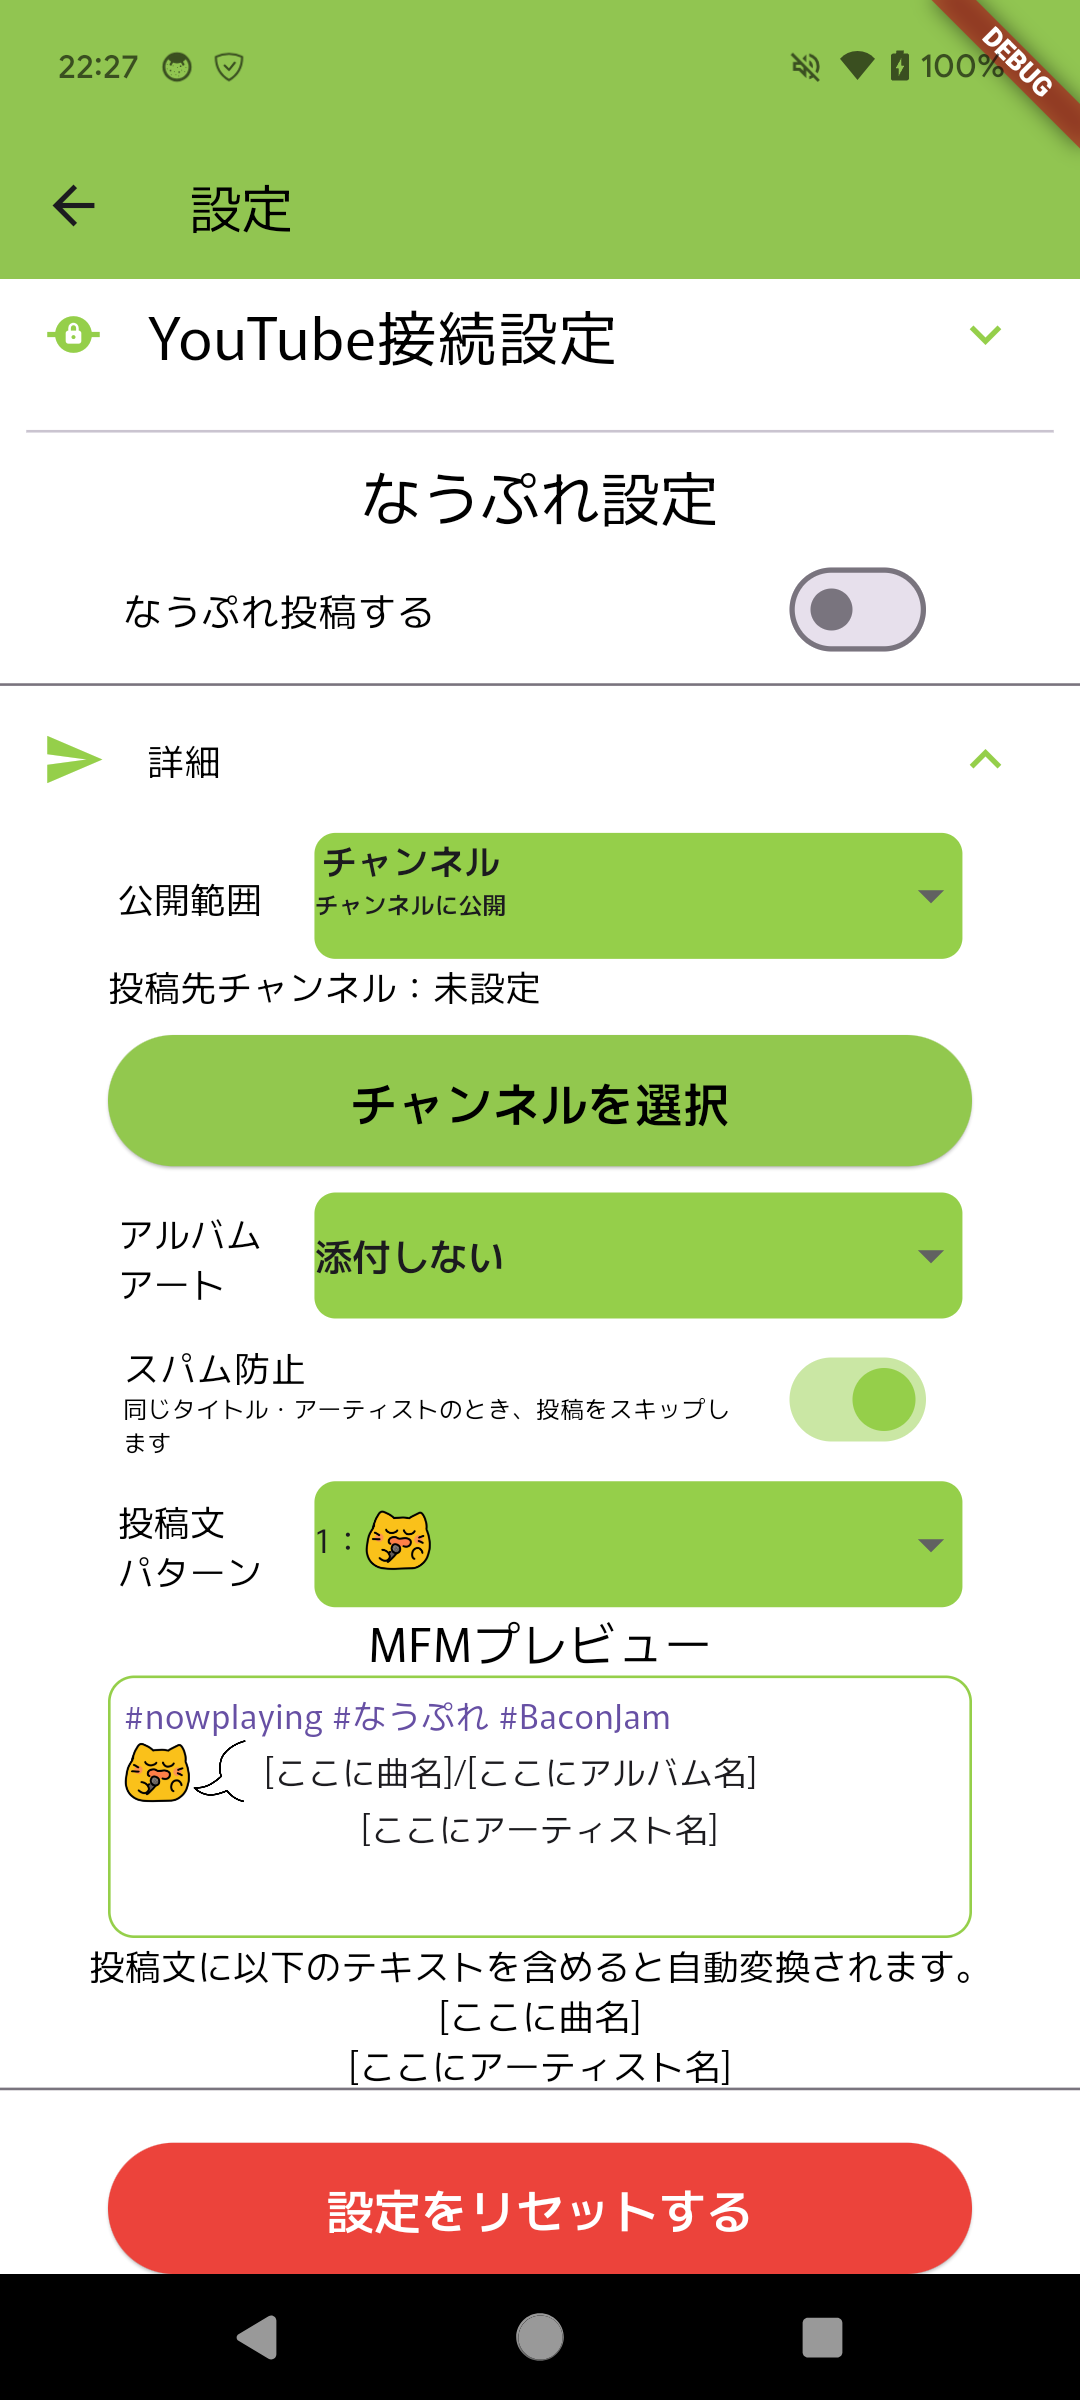 22:27
100%
DEBUG
設定
YouTube接続設定
なうぷれ設定
なうぷれ投稿する
詳細
公開範囲
チャンネル
チャンネルに公開
投稿先チャンネル：未設定
チャンネルを選択
アルバム
アート
添付しない
スパム防止
同じタイトル・アーティストのとき、投稿をスキップし
ます
投稿文
パターン
1：
MFMプレビュー
#nowplaying #なうぷれ #BaconJam
[ここに曲名]/[ここにアルバム名]
[ここにアーティスト名]
投稿文に以下のテキストを含めると自動変換されます。
[ここに曲名]
[ここにアーティスト名]
設定をリセットする